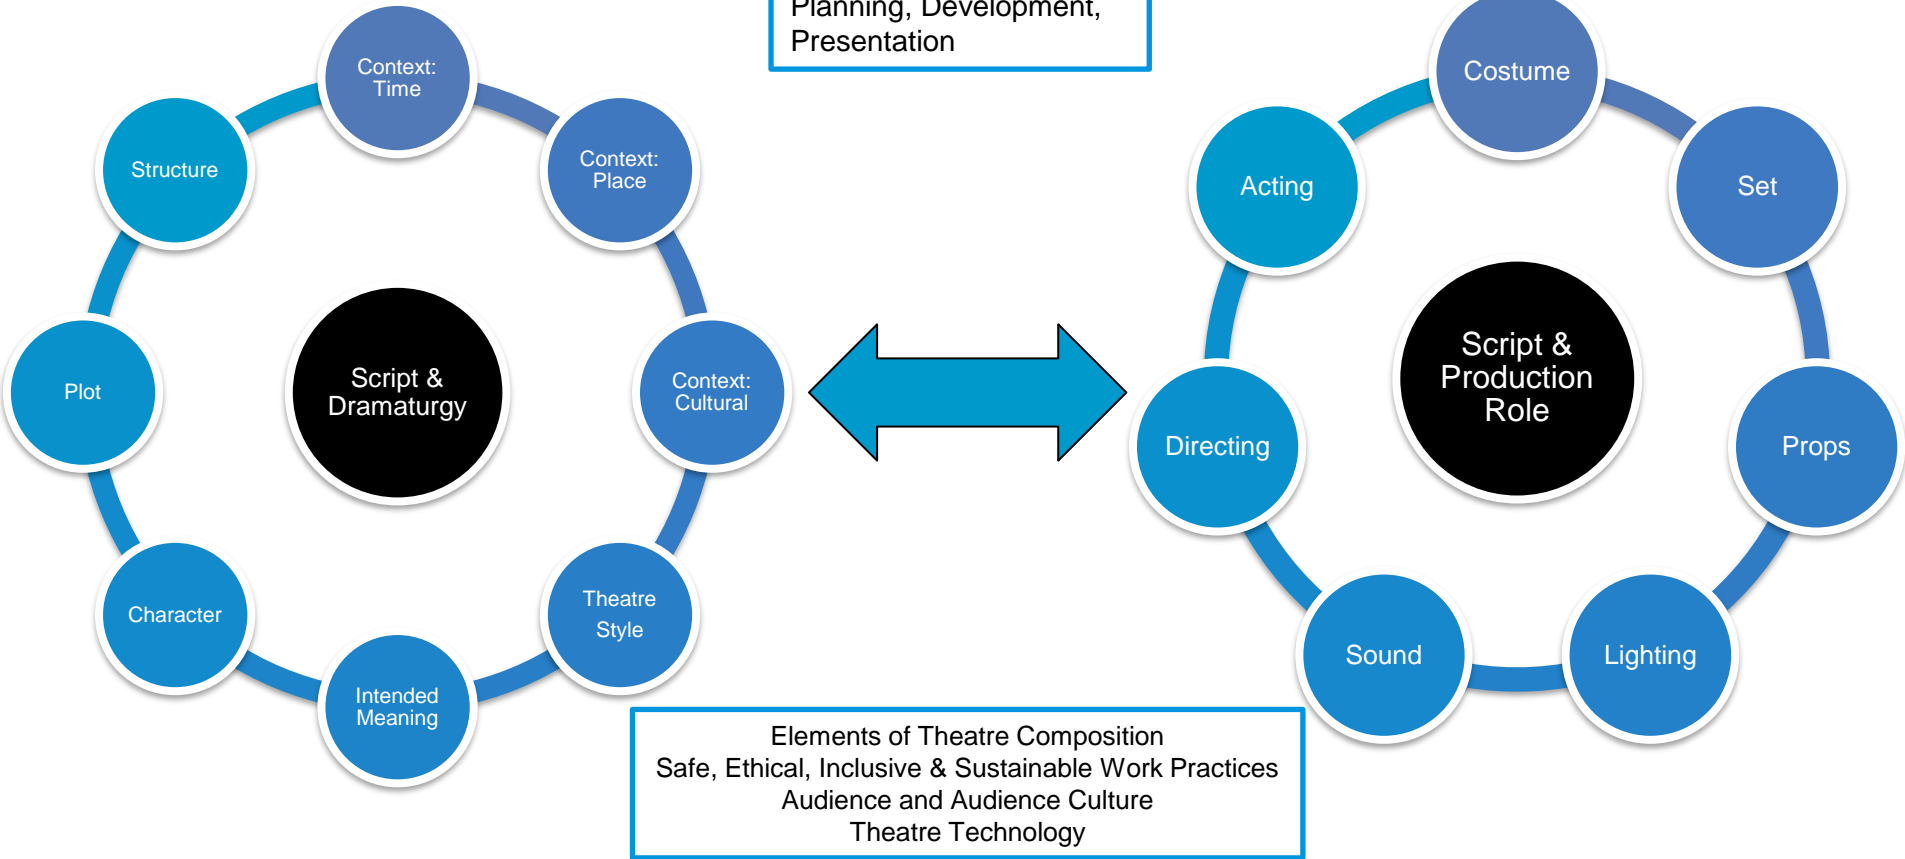 Planning, Development,
Presentation
Context:
Time
Context:
Place
Context:
Cultural
Theatre
Style
Intended
Meaning
Character
Plot
Structure
Script &
Dramaturgy
Costume
Set
Props
Lighting
Sound
Directing
Acting
Script &
Production
Role
Elements of Theatre Composition
Safe, Ethical, Inclusive & Sustainable Work Practices
Audience and Audience Culture
Theatre Technology